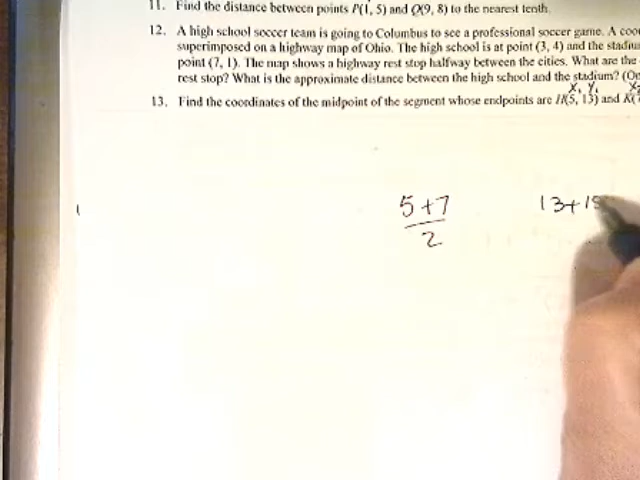 11. Find the distance between points P(1, 5) and Q(9, 8) to the nearest tenth.
12. A high school soccer team is going to Columbus to see a professional soccer game. A
superimposed on a highway map of Ohio. The high school is at point (3, 4) and the
point (7, 1). The map shows a highway rest stop halfway between the cities. What are the
rest stop? What is the approximate distance between the high school and the stadium?
X₁ Y₁
13. Find the coordinates of the midpoint of the segment whose endpoints are H(5, 13) and K(
5+7 13+
2